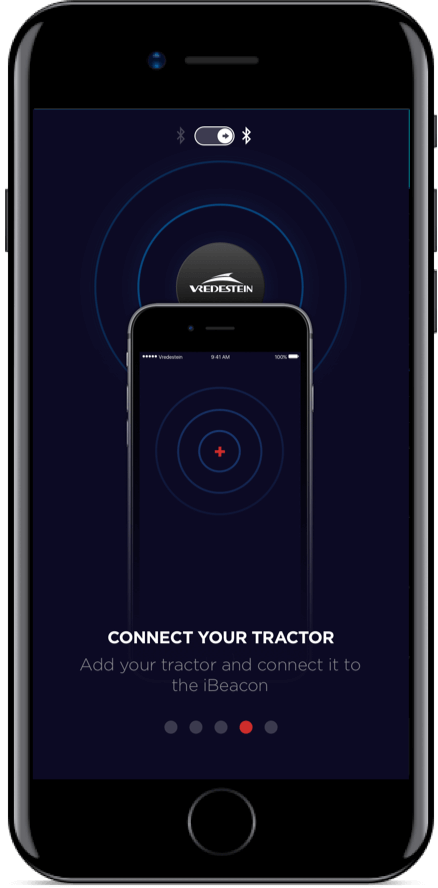 VREDESTEIN
Vredestein 9:41 AM 100%
CONNECT YOUR TRACTOR
Add your tractor and connect it to
the iBeacon